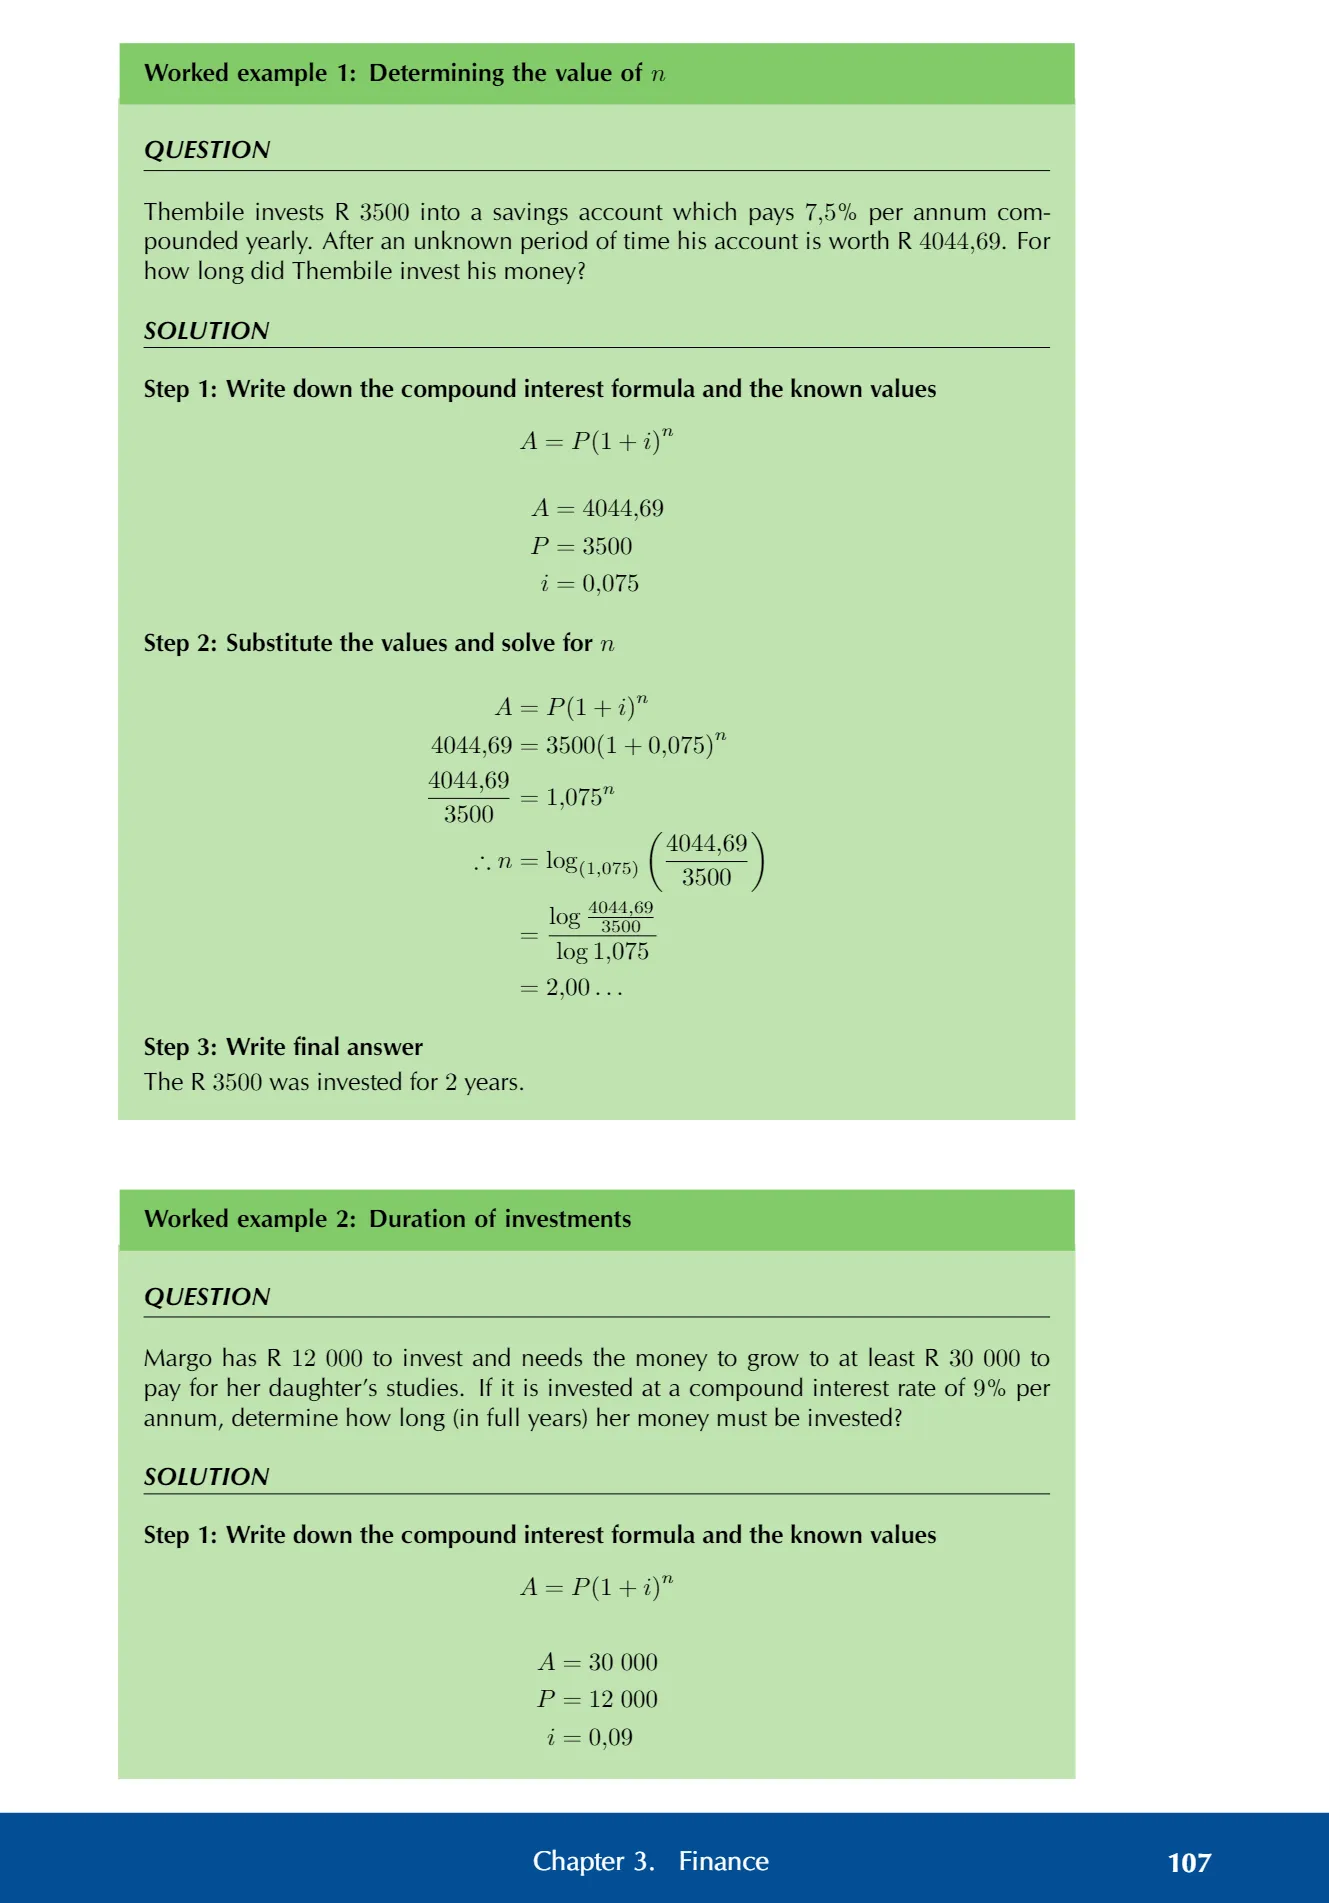 Worked example 1: Determining the value of n
QUESTION
Thembile invests R 3500 into a savings account which pays 7,5% per annum com-
pounded yearly. After an unknown period of time his account is worth R 4044,69. For
how long did Thembile invest his money?
SOLUTION
Step 1: Write down the compound interest formula and the known values
A = P(1 + i)^n
A = 4044,69
P = 3500
i = 0,075
Step 2: Substitute the values and solve for n
A = P(1 + i)^n
4044,69 = 3500(1 + 0,075)^n
4044,69/3500 = 1,075^n
∴ n = log_(1,075) (4044,69/3500)
= log 4044,69/3500 / log 1,075
= 2,00 . . .
Step 3: Write final answer
The R 3500 was invested for 2 years.
Worked example 2: Duration of investments
QUESTION
Margo has R 12 000 to invest and needs the money to grow to at least R 30 000 to
pay for her daughter's studies. If it is invested at a compound interest rate of 9% per
annum, determine how long (in full years) her money must be invested?
SOLUTION
Step 1: Write down the compound interest formula and the known values
A = P(1 + i)^n
A = 30 000
P = 12 000
i = 0,09
Chapter 3. Finance
107